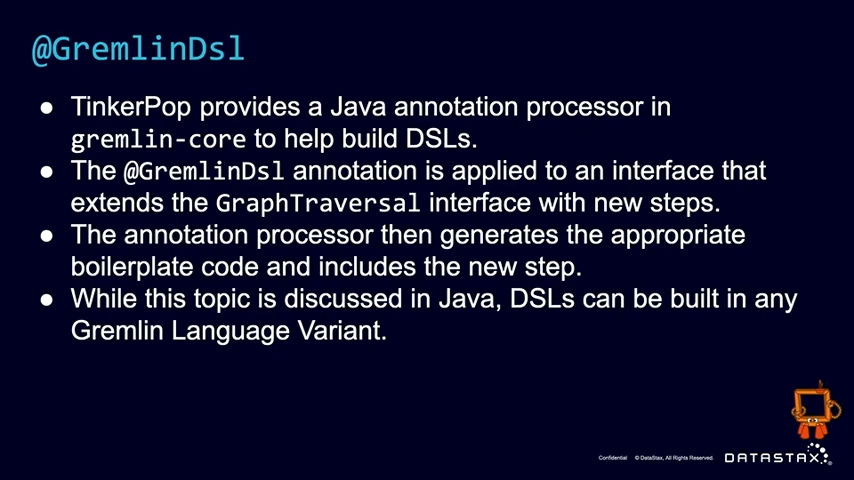 @GremlinDsl
● TinkerPop provides a Java annotation processor in
gremlin-core to help build DSLs.
● The @GremlinDsl annotation is applied to an interface that
extends the GraphTraversal interface with new steps.
● The annotation processor then generates the appropriate
boilerplate code and includes the new step.
● While this topic is discussed in Java, DSLs can be built in any
Gremlin Language Variant.
Confidential © DataStax, All Rights Reserved. DATASTAX